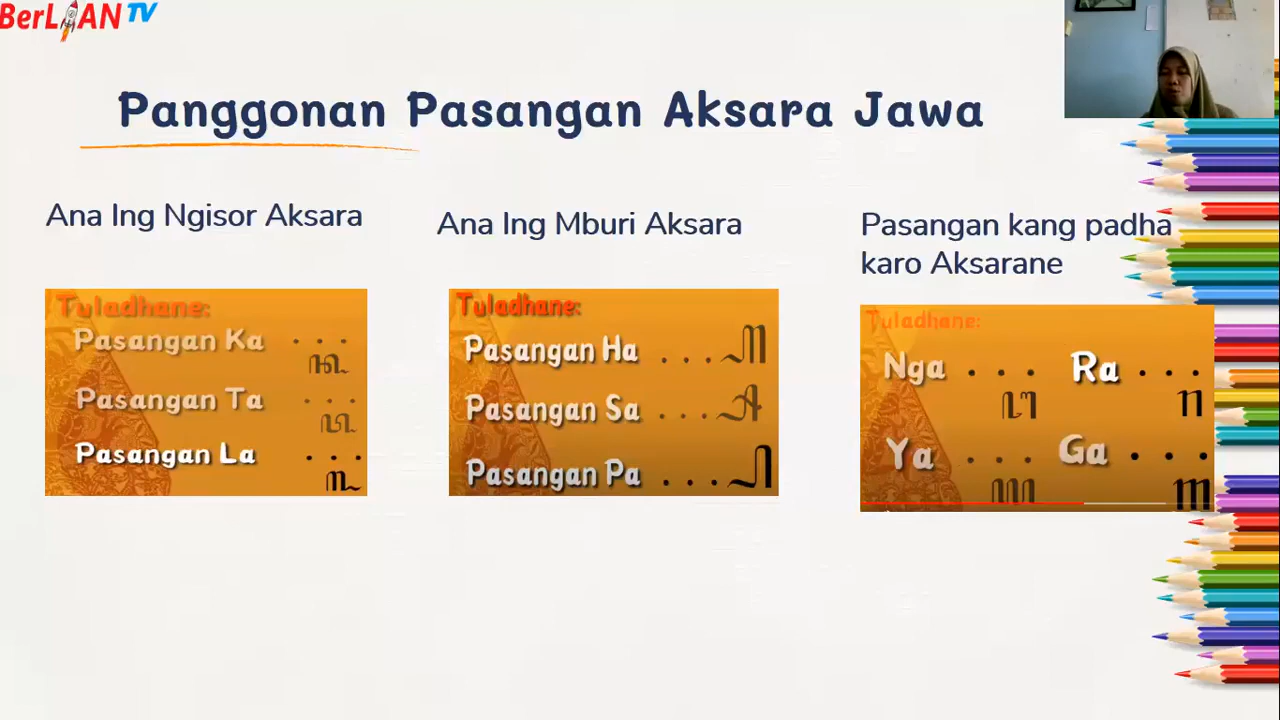 BerLIAN TV
Panggonan Pasangan Aksara Jawa
Ana Ing Ngisor Aksara
Tuladhane:
Pasangan Ka . . . ꧀ꦏ
Pasangan Ta . . . ꧀ꦠ
Pasangan La . . . ꧀ꦭ
Ana Ing Mburi Aksara
Tuladhane:
Pasangan Ha . . . ꧀ꦲ
Pasangan Sa . . . ꧀ꦱ
Pasangan Pa . . . ꧀ꦥ
Pasangan kang padha
karo Aksarane
Tuladhane:
Nga . . . ꧀ꦔ Ra . . . ꧀ꦫ
Ya . . . ꧀ꦪ Ga . . . ꧀ꦒ